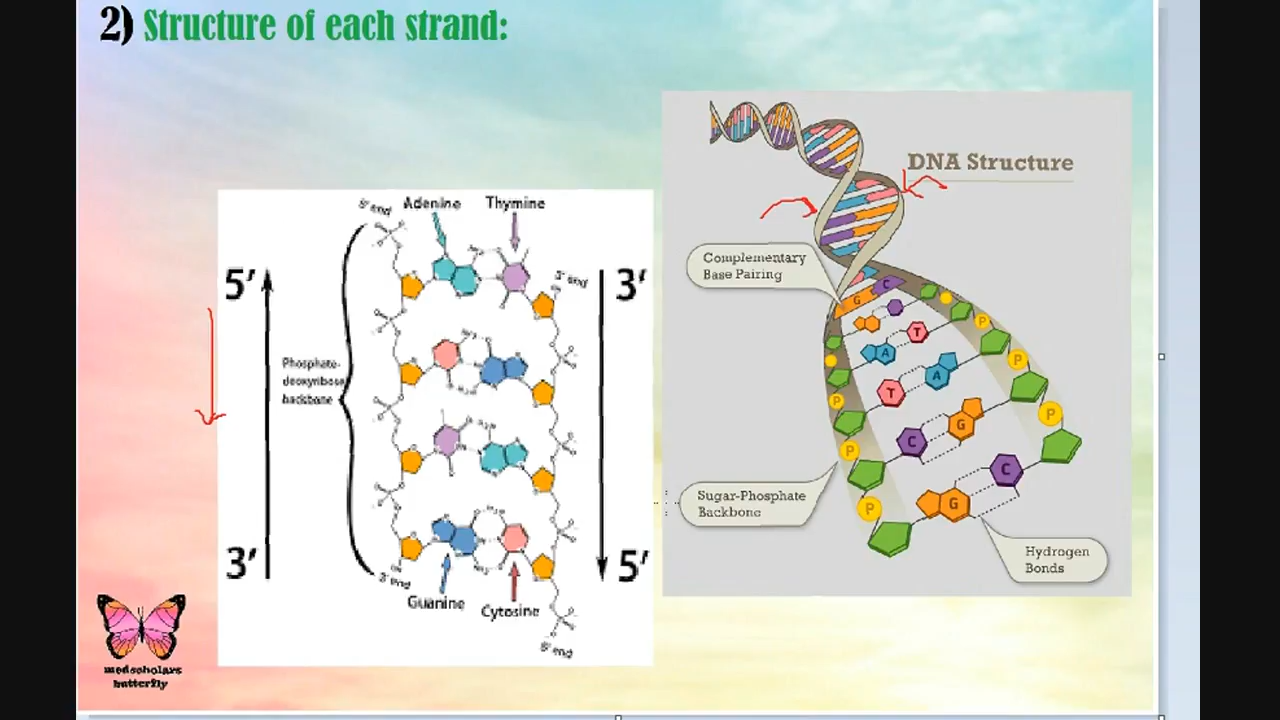 2) Structure of each strand:
5' end
Adenine
Thymine
5'
3' end
3'
Phosphate-
deoxyribose
backbone
3'
3' end
Guanine
Cytosine
5'
5' end
DNA Structure
Complementary
Base Pairing
G
C
T
P
A
P
A
T
P
P
G
C
P
C
Sugar-Phosphate
Backbone
P
G
Hydrogen
Bonds
medscholars
butterfly